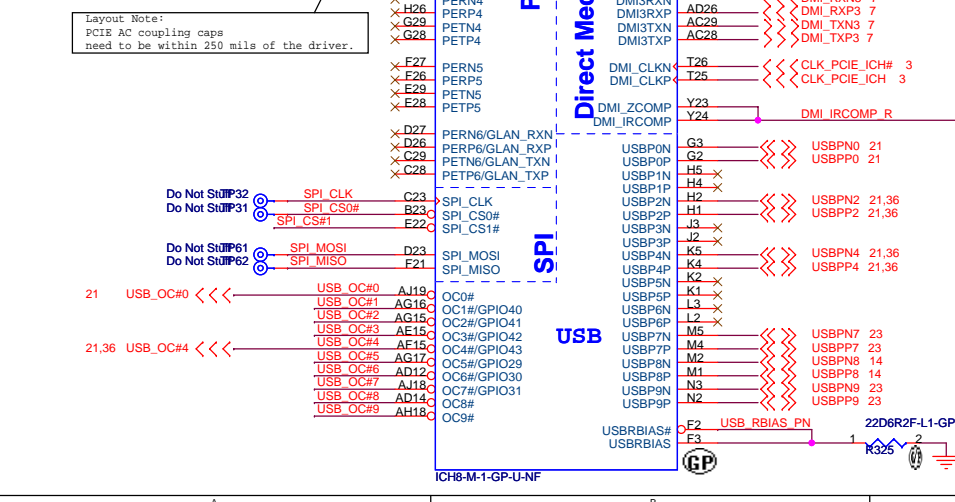 Layout Note:
PCIE AC coupling caps
need to be within 250 mils of the driver.
PERN4
H26 PERP4
G29 PETN4
G28 PETP4
F27 PERN5
F26 PERP5
E29 PETN5
E28 PETP5
D27 PERN6/GLAN_RXN
D26 PERP6/GLAN_RXP
C29 PETN6/GLAN_TXN
C28 PETP6/GLAN_TXP
Do Not Stuff TP32 SPI_CLK C23 SPI_CLK
Do Not Stuff TP31 SPI_CS0# B23 SPI_CS0#
SPI_CS#1 E22 SPI_CS1#
Do Not Stuff TP61 SPI_MOSI D23 SPI_MOSI
Do Not Stuff TP62 SPI_MISO F21 SPI_MISO
21 USB_OC#0 USB_OC#0 AJ19 OC0#
USB_OC#1 AG16 OC1#/GPIO40
USB_OC#2 AG15 OC2#/GPIO41
USB_OC#3 AE15 OC3#/GPIO42
21,36 USB_OC#4 USB_OC#4 AF15 OC4#/GPIO43
USB_OC#5 AG17 OC5#/GPIO29
USB_OC#6 AD12 OC6#/GPIO30
USB_OC#7 AJ18 OC7#/GPIO31
USB_OC#8 AD14 OC8#
USB_OC#9 AH18 OC9#
Direct Med
SPI
USB
DMI3RXN
DMI3RXP AD26 DMI_RXP3 7
DMI3TXN AC29 DMI_TXN3 7
DMI3TXP AC28 DMI_TXP3 7
DMI_CLKN T26 CLK_PCIE_ICH# 3
DMI_CLKP T25 CLK_PCIE_ICH 3
DMI_ZCOMP Y23
DMI_IRCOMP Y24 DMI_IRCOMP_R
USBP0N G3 USBPN0 21
USBP0P G2 USBPP0 21
USBP1N H5
USBP1P H4
USBP2N H2 USBPN2 21,36
USBP2P H1 USBPP2 21,36
USBP3N J3
USBP3P J2
USBP4N K5 USBPN4 21,36
USBP4P K4 USBPP4 21,36
USBP5N K2
USBP5P K1
USBP6N L3
USBP6P L2
USBP7N M5 USBPN7 23
USBP7P M4 USBPP7 23
USBP8N M2 USBPN8 14
USBP8P M1 USBPP8 14
USBP9N N3 USBPN9 23
USBP9P N2 USBPP9 23
USBRBIAS# F2 USB_RBIAS_PN
USBRBIAS F3
22D6R2F-L1-GP
1 2
R325
GP
ICH8-M-1-GP-U-NF